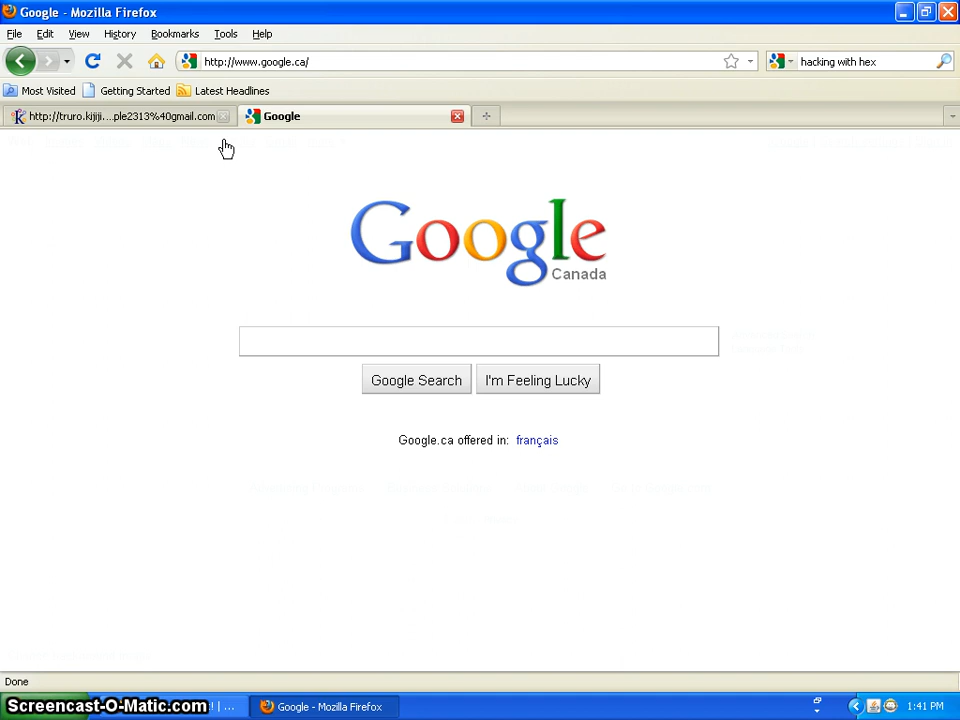 Google - Mozilla Firefox
File Edit View History Bookmarks Tools Help
http://www.google.ca/ hacking with hex
Most Visited Getting Started Latest Headlines
http://truro.kijiji....ple2313%40gmail.com Google
Google
Canada
Google Search I'm Feeling Lucky
Google.ca offered in: français
Done
Screencast-O-Matic.com ! | ... Google - Mozilla Firefox 1:41 PM